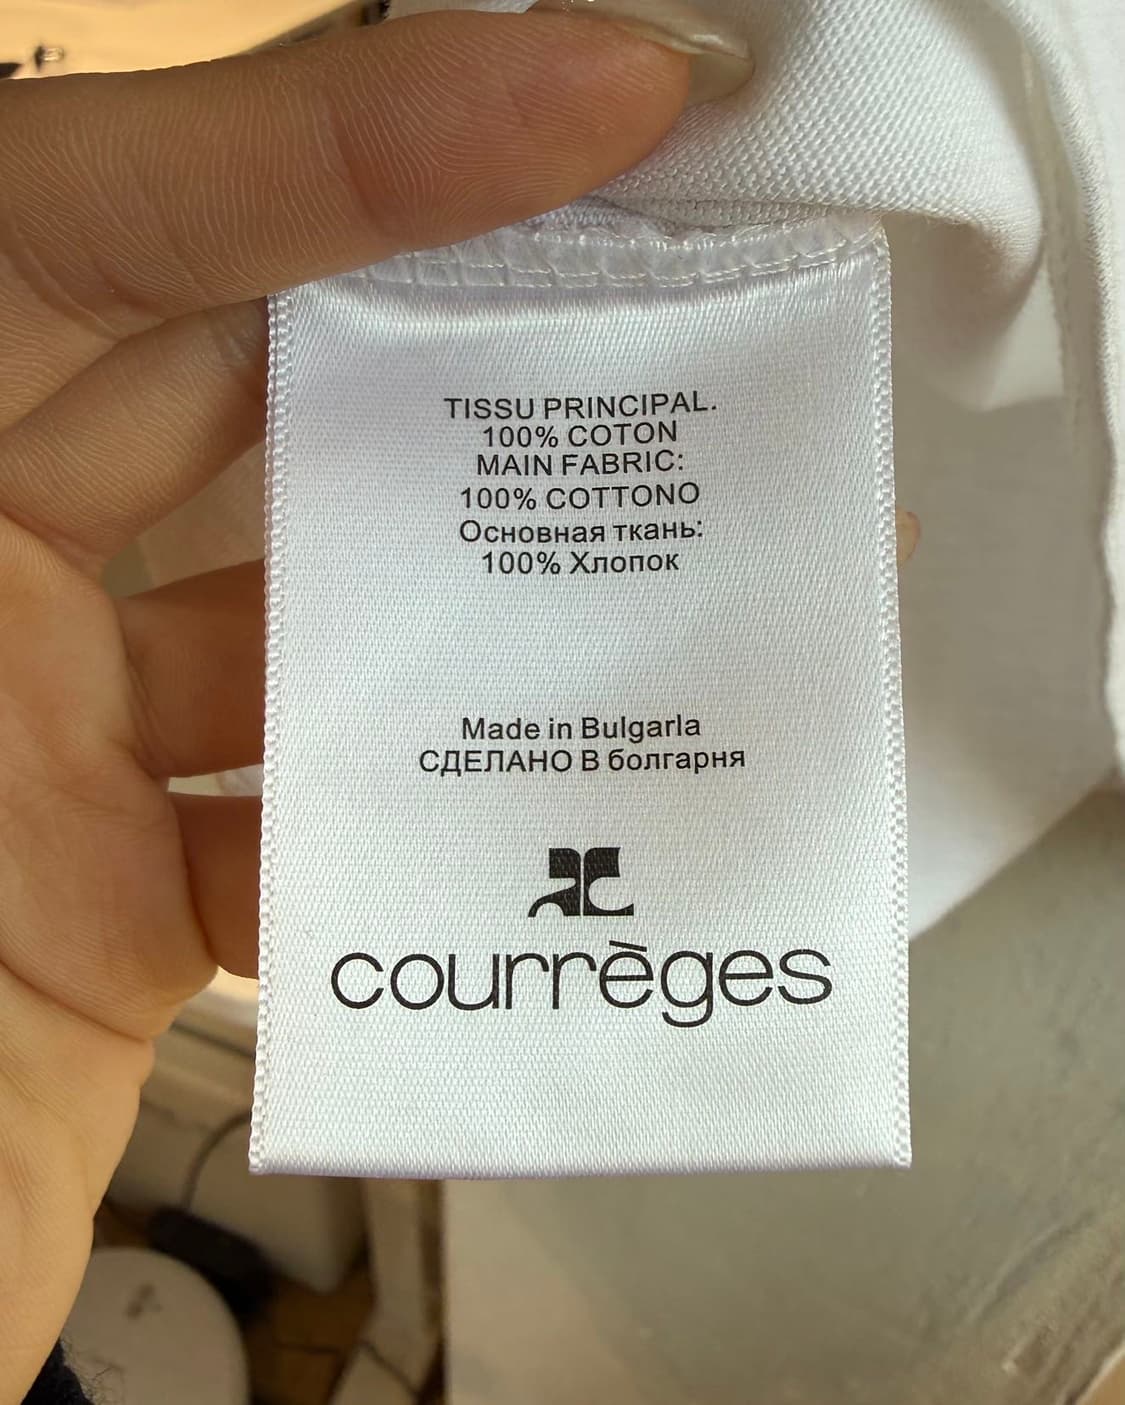 TISSU PRINCIPAL.
100% COTON
MAIN FABRIC:
100% COTTONO
Основная ткань:
100% Хлопок
Made in Bulgarla
СДЕЛАНО В болгарня
courrèges